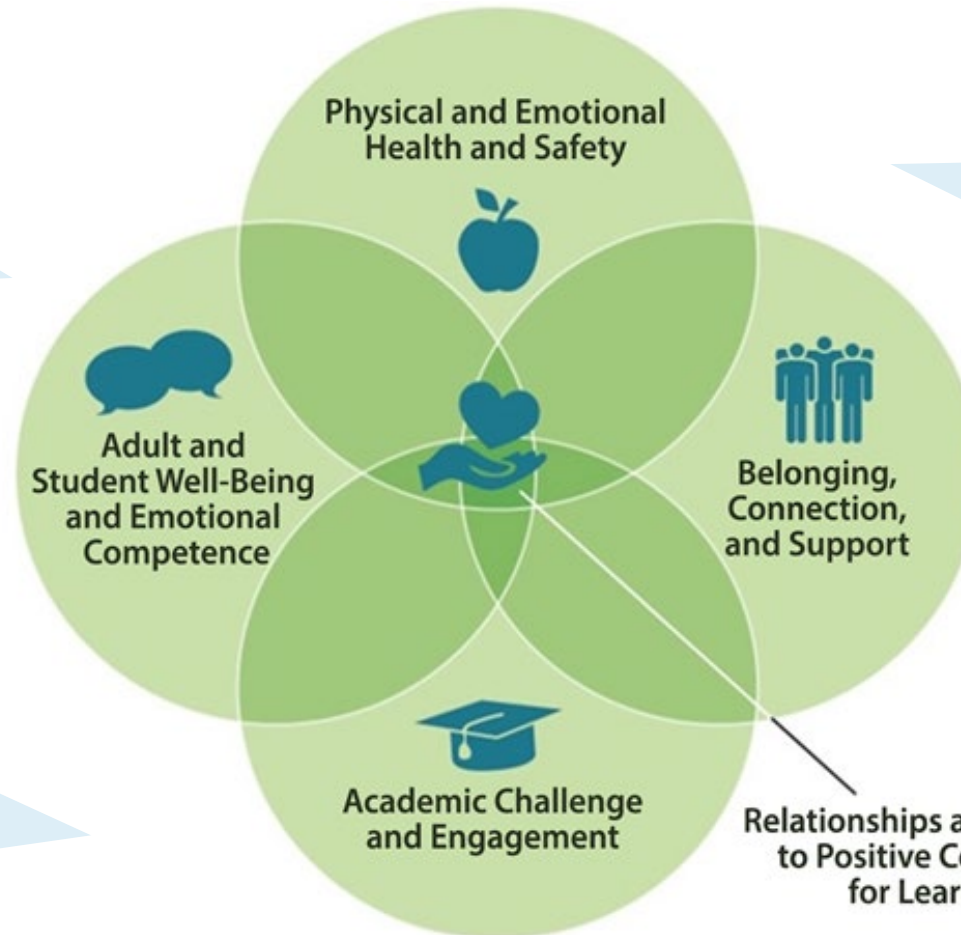 Physical and Emotional
Health and Safety
Adult and
Student Well-Being
and Emotional
Competence
Belonging,
Connection,
and Support
Academic Challenge
and Engagement
Relationships
to Positive
for